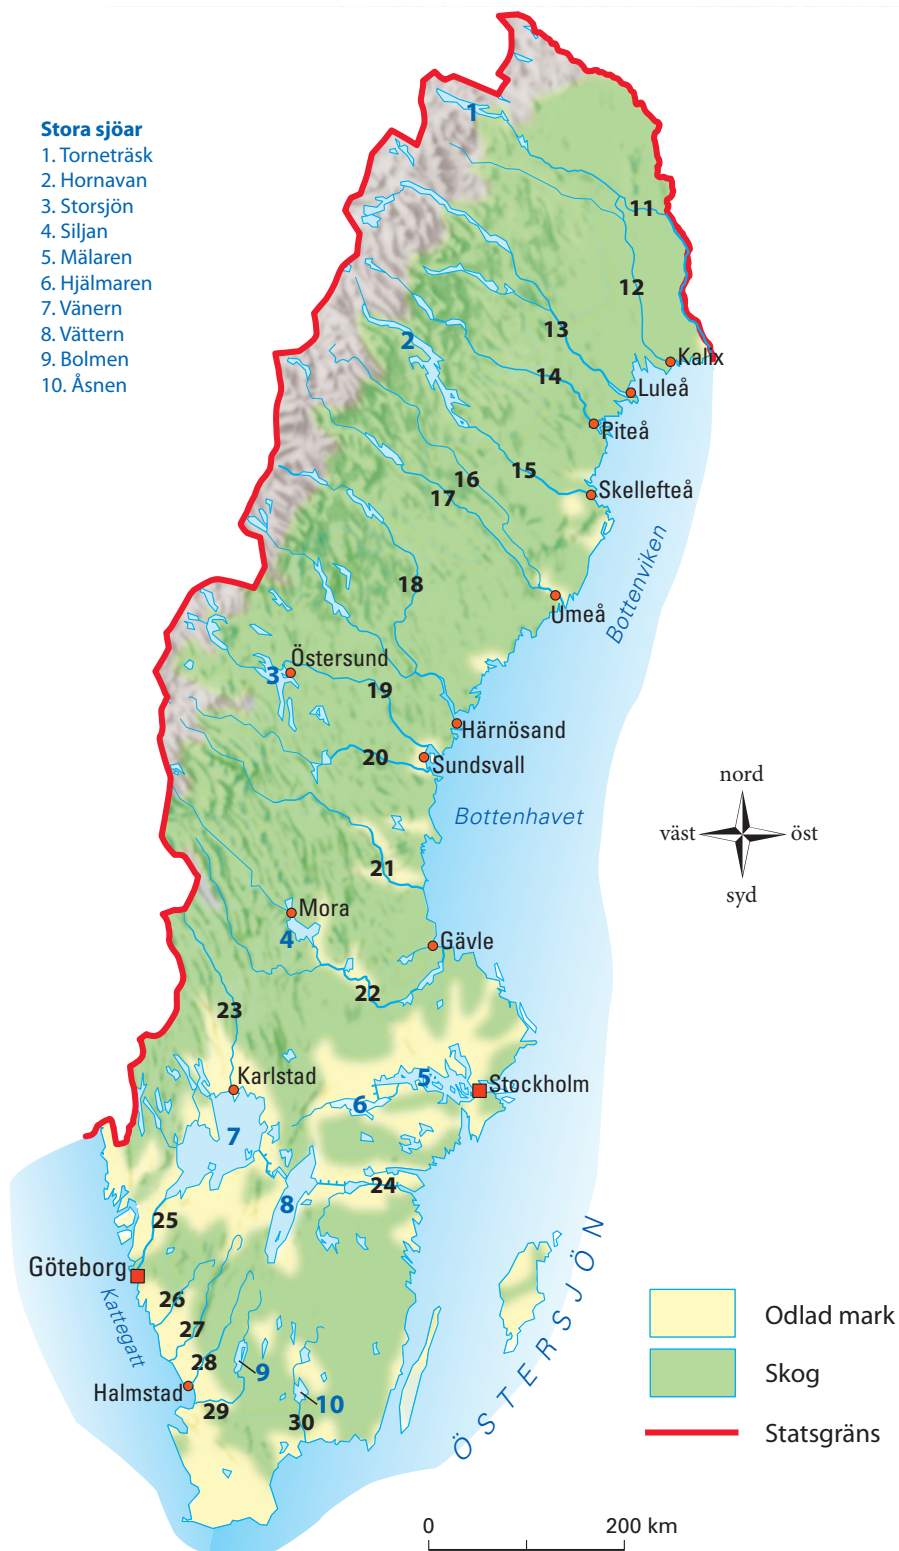 Stora sjöar
1. Torneträsk
2. Hornavan
3. Storsjön
4. Siljan
5. Mälaren
6. Hjälmaren
7. Vänern
8. Vättern
9. Bolmen
10. Åsnen
1
11
12
13
2
Kalix
14
Luleå
Piteå
15
16
17
Skellefteå
Bottenviken
18
Umeå
Östersund
3
19
Härnösand
20
Sundsvall
Bottenhavet
nord
väst
öst
syd
21
Mora
4
Gävle
22
23
Karlstad
5
Stockholm
6
7
24
8
25
Göteborg
Kattegatt
26
27
28
9
Halmstad
29
10
30
ÖSTERSJÖN
Odlad mark
Skog
Statsgräns
0
200 km